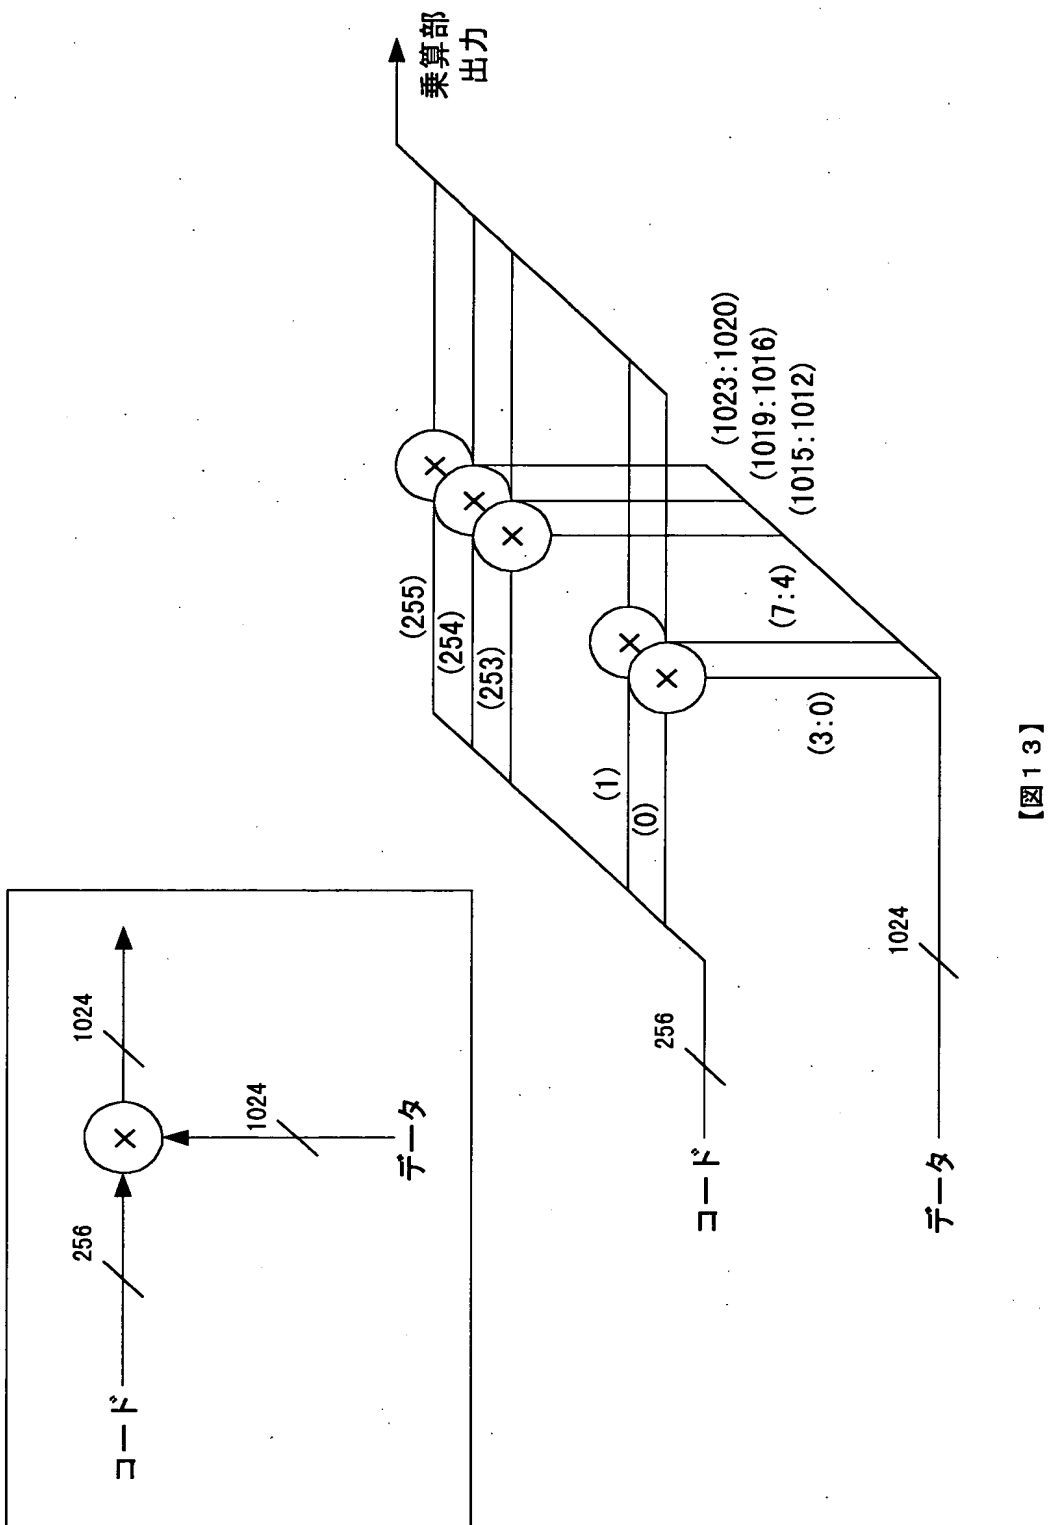 コード
256
1024
1024
データ
乗算部
出力
(255)
(254)
(253)
(1)
(0)
(1023:1020)
(1019:1016)
(1015:1012)
(7:4)
(3:0)
256
コード
1024
データ
【図13】